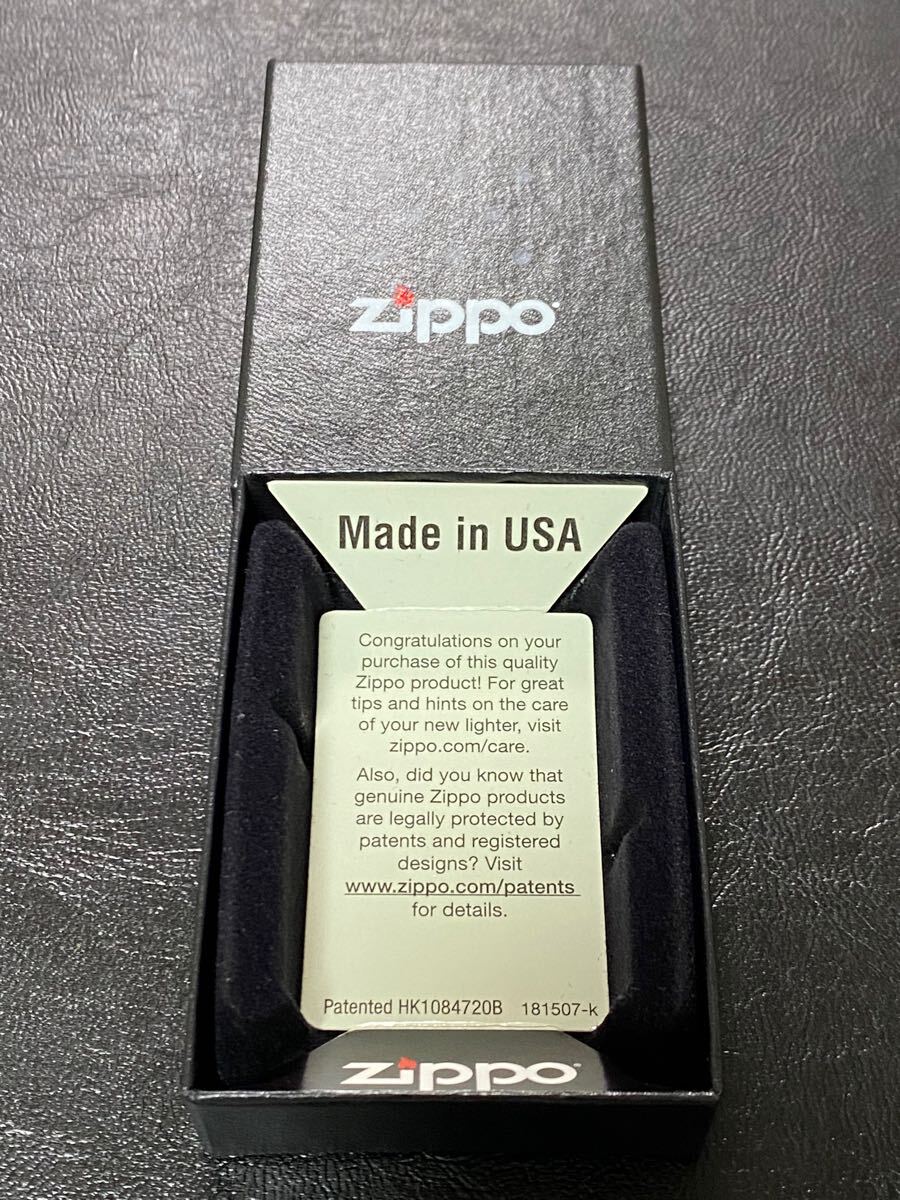 Zippo
Made in USA
Congratulations on your
purchase of this quality
Zippo product! For great
tips and hints on the care
of your new lighter, visit
zippo.com/care.
Also, did you know that
genuine Zippo products
are legally protected by
patents and registered
designs? Visit
www.zippo.com/patents
for details.
Patented HK1084720B 181507-k
Zippo